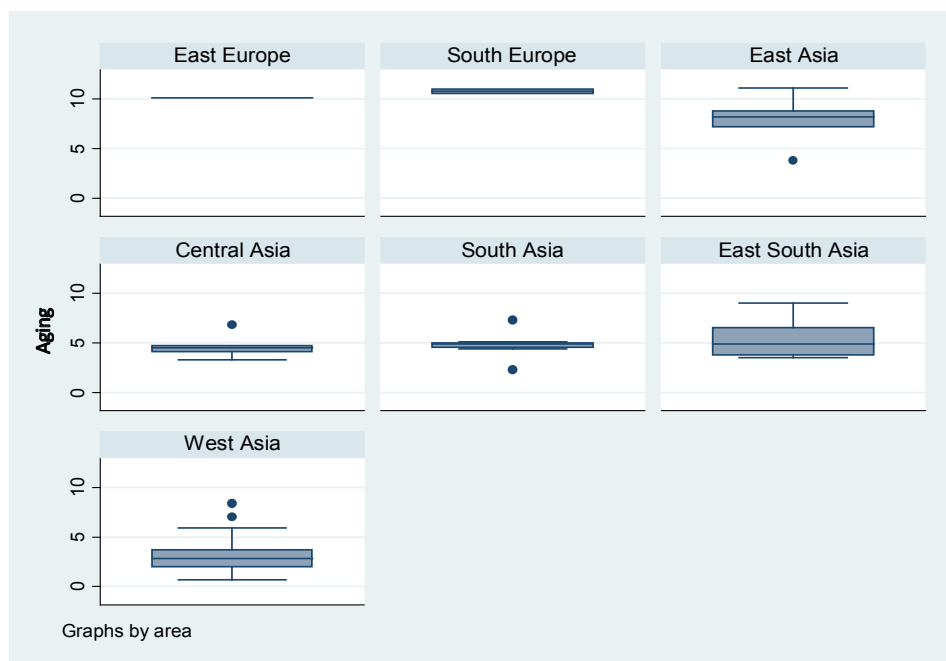 East Europe South Europe East Asia
10
5
0
Central Asia South Asia East South Asia
10
5
0
Aging
West Asia
10
5
0
Graphs by area